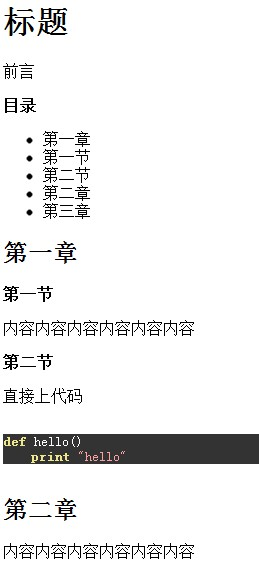 标题
前言
目录
第一章
第一节
第二节
第二章
第三章
第一章
第一节
内容内容内容内容内容内容
第二节
直接上代码
def hello()
print "hello"
第二章
内容内容内容内容内容内容